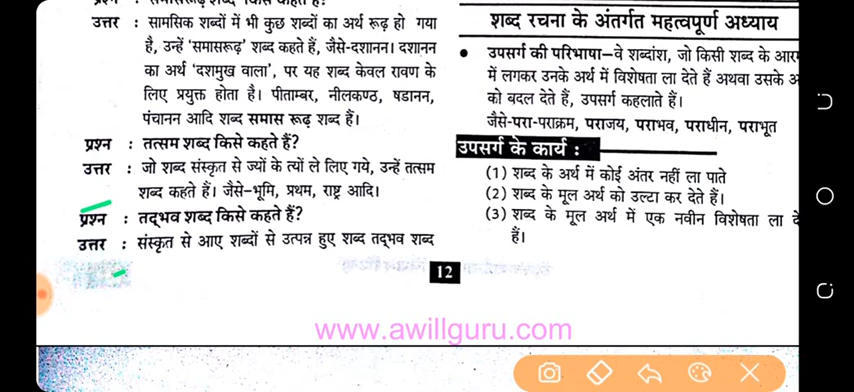 उत्तर : सामसिक शब्दों में भी कुछ शब्दों का अर्थ रूढ़ हो गया
है, उन्हें ‘समासरूढ़’ शब्द कहते हैं, जैसे-दशानन। दशानन
का अर्थ ‘दशमुख वाला’, पर यह शब्द केवल रावण के
लिए प्रयुक्त होता है। पीताम्बर, नीलकण्ठ, षडानन,
पंचानन आदि शब्द समास रूढ़ शब्द हैं।
प्रश्न : तत्सम शब्द किसे कहते हैं?
उत्तर : जो शब्द संस्कृत से ज्यों के त्यों ले लिए गये, उन्हें तत्सम
शब्द कहते हैं। जैसे–भूमि, प्रथम, राष्ट्र आदि।
प्रश्न : तद्भव शब्द किसे कहते हैं?
उत्तर : संस्कृत से आए शब्दों से उत्पन्न हुए शब्द तद्भव शब्द
शब्द रचना के अंतर्गत महत्वपूर्ण अध्याय
• उपसर्ग की परिभाषा–वे शब्दांश, जो किसी शब्द के आर
में लगकर उनके अर्थ में विशेषता ला देते हैं अथवा उसके अ
को बदल देते हैं, उपसर्ग कहलाते हैं।
जैसे-परा-पराक्रम, पराजय, पराभव, पराधीन, पराभूत
उपसर्ग के कार्य :
(1) शब्द के अर्थ में कोई अंतर नहीं ला पाते
(2) शब्द के मूल अर्थ को उल्टा कर देते हैं।
(3) शब्द के मूल अर्थ में एक नवीन विशेषता ला दे
हैं।
12
www.awillguru.com